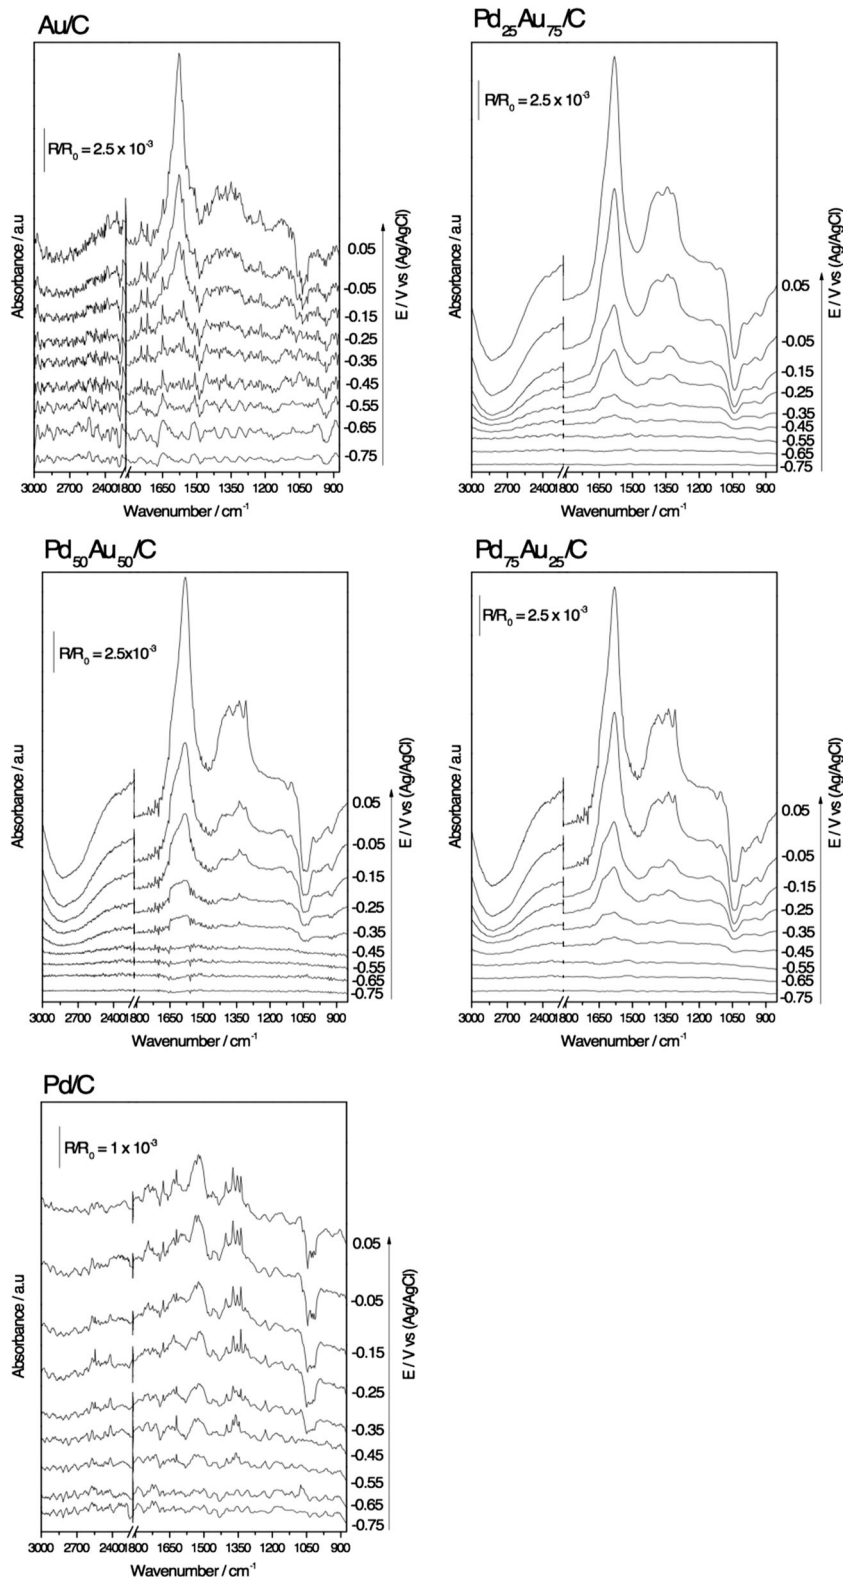 Au/C
R/R₀ = 2.5 x 10⁻³
Absorbance / a.u
E / V vs (Ag/AgCl)
0.05
-0.05
-0.15
-0.25
-0.35
-0.45
-0.55
-0.65
-0.75
3000 2700 2400 1800 1650 1500 1350 1200 1050 900
Wavenumber / cm⁻¹
Pd₂₅Au₇₅/C
R/R₀ = 2.5 x 10⁻³
Absorbance / a.u
E / V vs (Ag/AgCl)
0.05
-0.05
-0.15
-0.25
-0.35
-0.45
-0.55
-0.65
-0.75
3000 2700 2400 1800 1650 1500 1350 1200 1050 900
Wavenumber / cm⁻¹
Pd₅₀Au₅₀/C
R/R₀ = 2.5x10⁻³
Absorbance / a.u
E / V vs (Ag/AgCl)
0.05
-0.05
-0.15
-0.25
-0.35
-0.45
-0.55
-0.65
-0.75
3000 2700 2400 1800 1650 1500 1350 1200 1050 900
Wavenumber / cm⁻¹
Pd₇₅Au₂₅/C
R/R₀ = 2.5 x 10⁻³
Absorbance / a.u
E / V vs (Ag/AgCl)
0.05
-0.05
-0.15
-0.25
-0.35
-0.45
-0.55
-0.65
-0.75
3000 2700 2400 1800 1650 1500 1350 1200 1050 900
Wavenumber / cm⁻¹
Pd/C
R/R₀ = 1 x 10⁻³
Absorbance / a.u
E / V vs (Ag/AgCl)
0.05
-0.05
-0.15
-0.25
-0.35
-0.45
-0.55
-0.65
-0.75
3000 2700 2400 1800 1650 1500 1350 1200 1050 900
Wavenumber / cm⁻¹